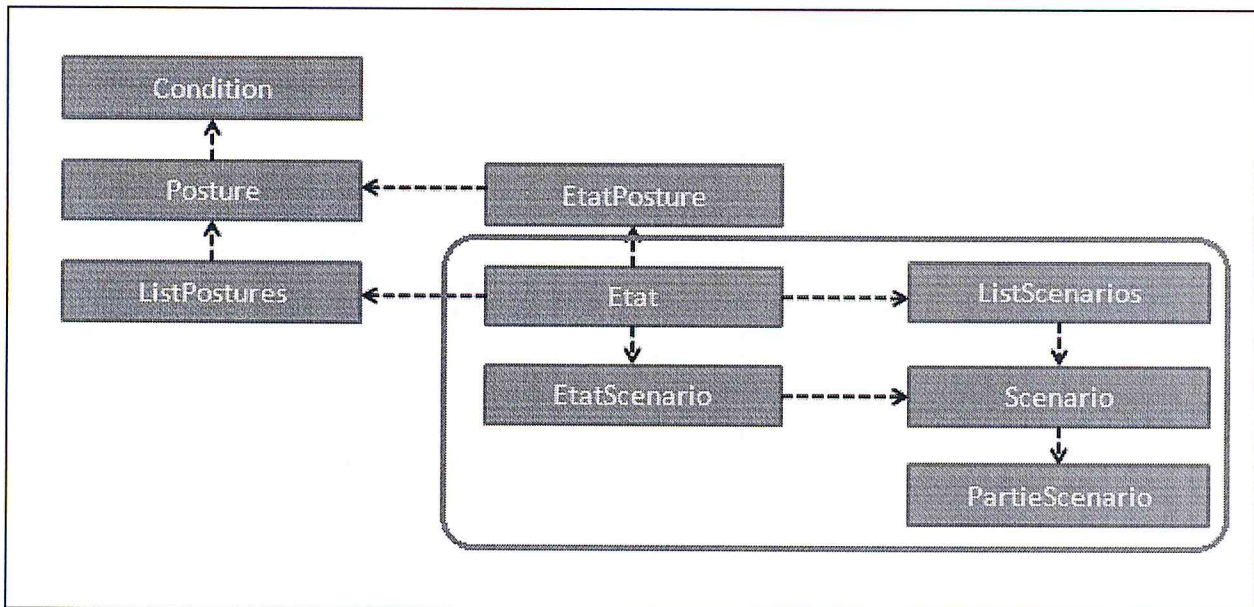 Condition
Posture
EtatPosture
ListPostures
Etat
ListScenarios
EtatScenario
Scenario
PartieScenario